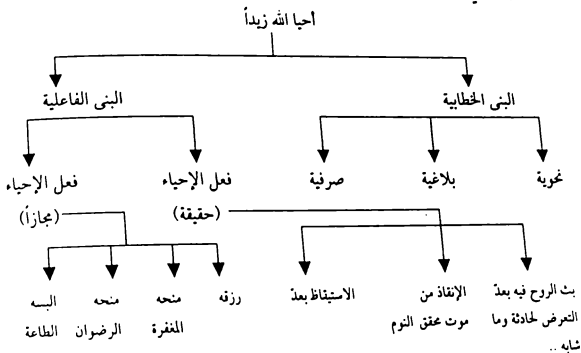 أحيا الله زيداً
البنى الخطابية
البنى الفاعلية
نحوية
بلاغية
صرفية
فعل الإحياء
(حقيقة)
فعل الإحياء
(مجازاً)
بث الروح فيه بعد
التعرض لحادثة وما
شابه ..
الإنقاذ من
موت محقق النوم
الاستيقاظ بعد
رزقه
منحه
المغفرة
منحه
الرضوان
البسه
الطاعة